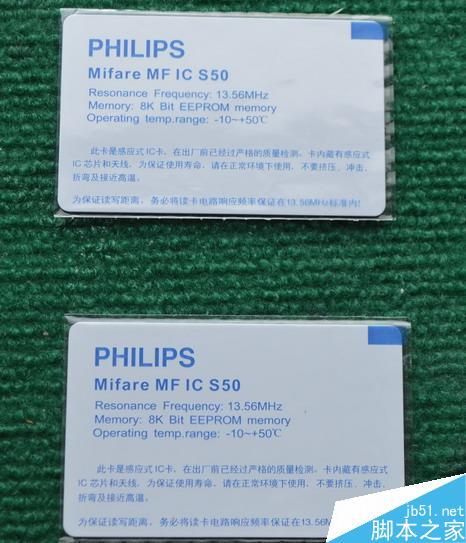 PHILIPS
Mifare MF IC S50
Resonance Frequency: 13.56MHz
Memory: 8K Bit EEPROM memory
Operating temp.range: -10~+50℃
此卡是感应式IC卡，在出厂前已经过严格的质量检测。卡内藏有感应式
IC芯片和天线，为保证使用寿命，请在正常环境下使用，不要挤压、冲击、
折弯及接近高温。
为保证读写距离，务必将读卡电路响应频率保证在13.56MHz标准内!
PHILIPS
Mifare MF IC S50
Resonance Frequency: 13.56MHz
Memory: 8K Bit EEPROM memory
Operating temp.range: -10~+50℃
此卡是感应式IC卡，在出厂前已经过严格的质量检测。卡内藏有感应式
IC芯片和天线，为保证使用寿命，请在正常环境下使用，不要挤压、冲击、
折弯及接近高温。
为保证读写距离，务必将读卡电路响应频率保证在13.56M
jb51.net
脚本之家